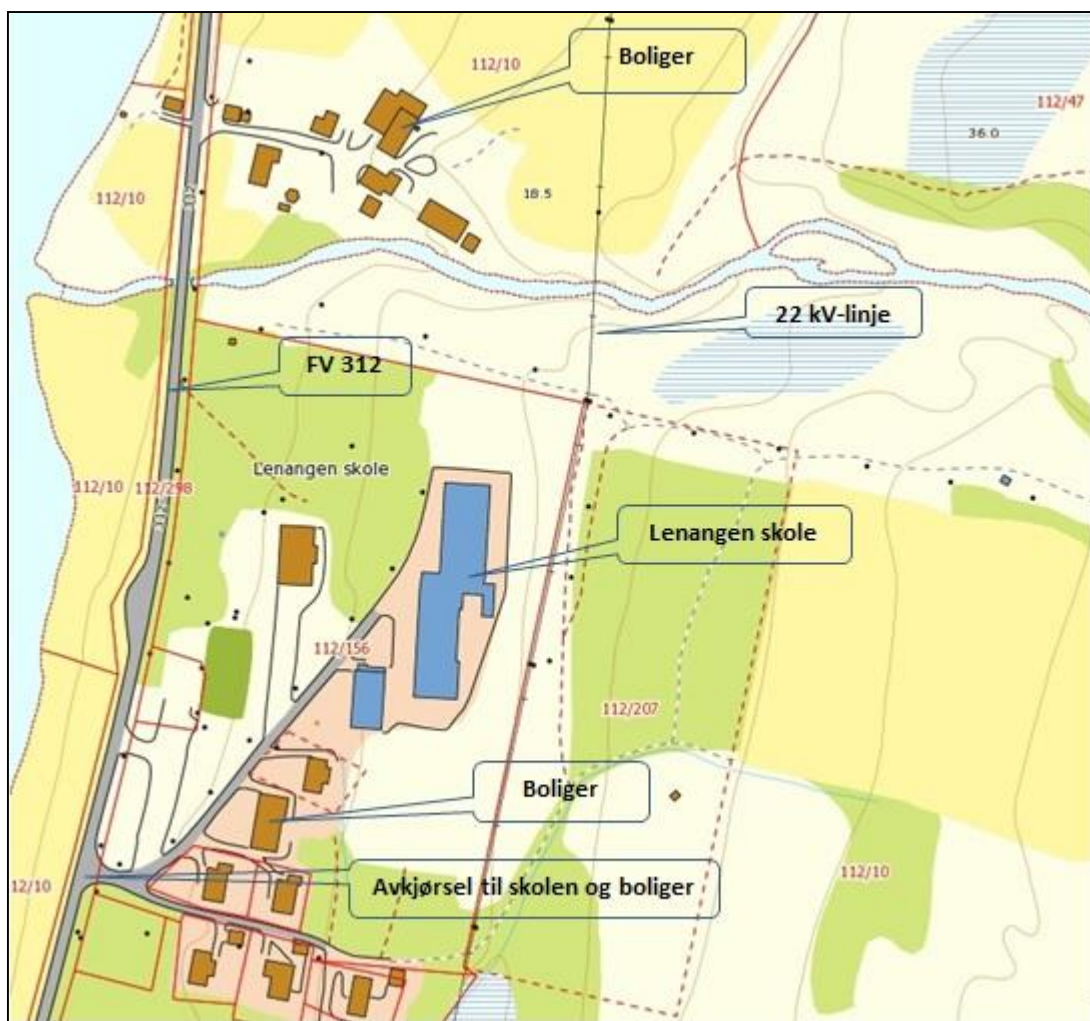 Boliger
112/10
112/47
36.0
112/10
18.5
312
22 kV-linje
FV 312
Lenangen skole
112/10
112/298
312
Lenangen skole
112/156
112/207
Boliger
12/10
Avkjørsel til skolen og boliger
112/10